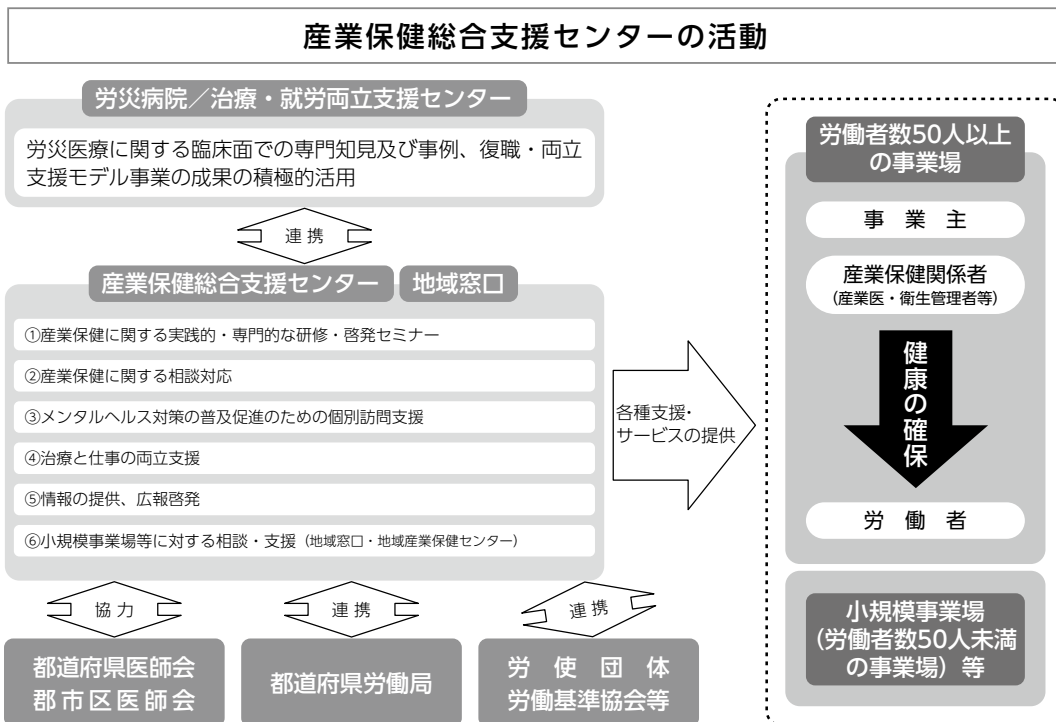 産業保健総合支援センターの活動
労災病院/治療・就労両立支援センター
労災医療に関する臨床面での専門知見及び事例、復職・両立
支援モデル事業の成果の積極的活用
連携
産業保健総合支援センター
地域窓口
①産業保健に関する実践的・専門的な研修・啓発セミナー
②産業保健に関する相談対応
③メンタルヘルス対策の普及促進のための個別訪問支援
④治療と仕事の両立支援
⑤情報の提供、広報啓発
⑥小規模事業場等に対する相談・支援(地域窓口・地域産業保健センター)
協力
連携
連携
都道府県医師会
郡市区医師会
都道府県労働局
労使団体
労働基準協会等
各種支援・
サービスの提供
労働者数50人以上
の事業場
事業主
産業保健関係者
(産業医・衛生管理者等)
健康の確保
労働者
小規模事業場
(労働者数50人未満
の事業場)等